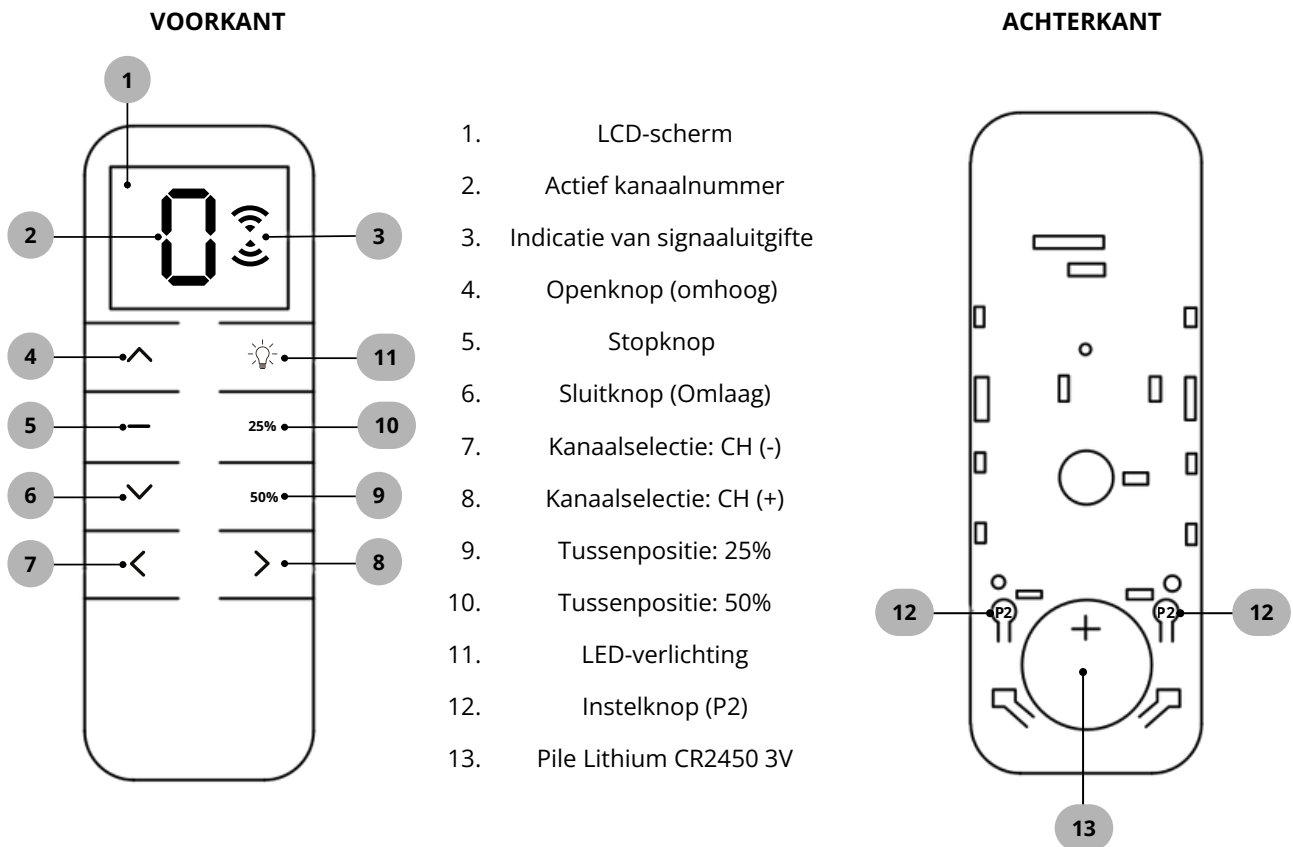 VOORKANT
ACHTERKANT
1
2
3
4
11
5
25%
10
6
50%
9
7
8
1. LCD-scherm
2. Actief kanaalnummer
3. Indicatie van signaaluitgifte
4. Openknop (omhoog)
5. Stopknop
6. Sluitknop (Omlaag)
7. Kanaalselectie: CH (-)
8. Kanaalselectie: CH (+)
9. Tussenpositie: 25%
10. Tussenpositie: 50%
11. LED-verlichting
12. Instelknop (P2)
13. Pile Lithium CR2450 3V
12
P2
P2
12
+
13
0